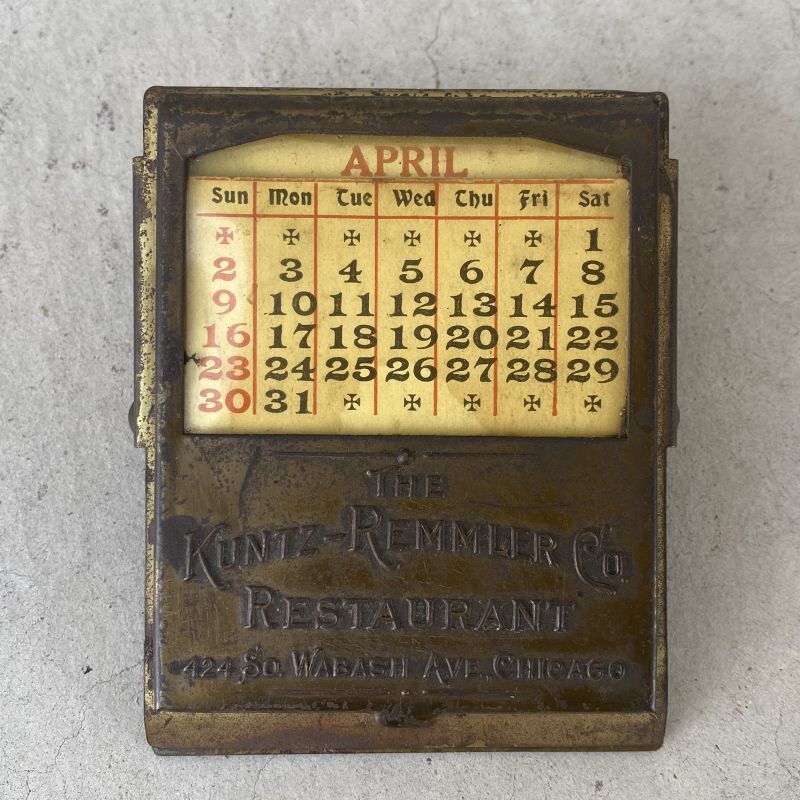 APRIL
Sun Mon Tue Wed Thu Fri Sat
✠ ✠ ✠ ✠ ✠ ✠ 1
2 3 4 5 6 7 8
9 10 11 12 13 14 15
16 17 18 19 20 21 22
23 24 25 26 27 28 29
30 31 ✠ ✠ ✠ ✠ ✠
THE
KUNTZ-REMMLER CO.
RESTAURANT
424 SO. WABASH AVE., CHICAGO